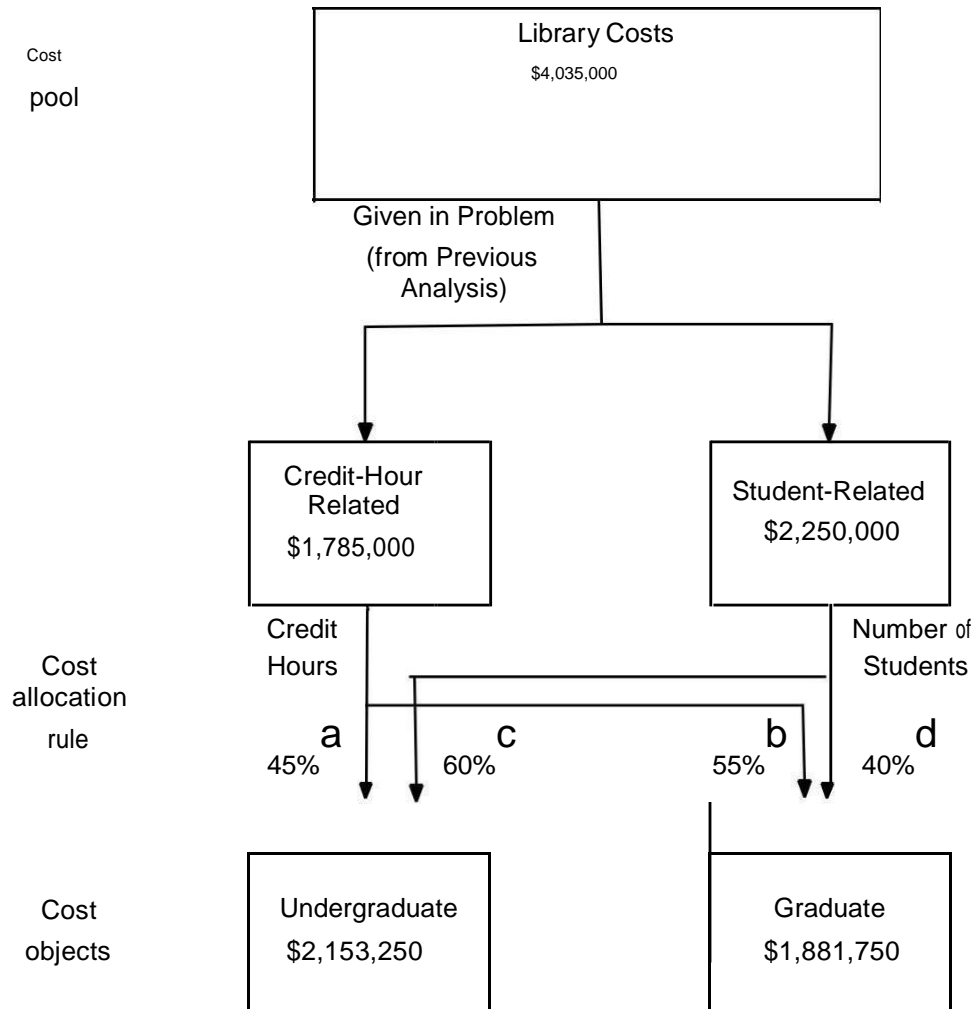 Library Costs
$4,035,000
Cost
pool
Given in Problem
(from Previous
Analysis)
Credit-Hour
Related
$1,785,000
Student-Related
$2,250,000
Credit
Hours
Number of
Students
Cost
allocation
rule
a
45%
c
60%
b
55%
d
40%
Cost
objects
Undergraduate
$2,153,250
Graduate
$1,881,750